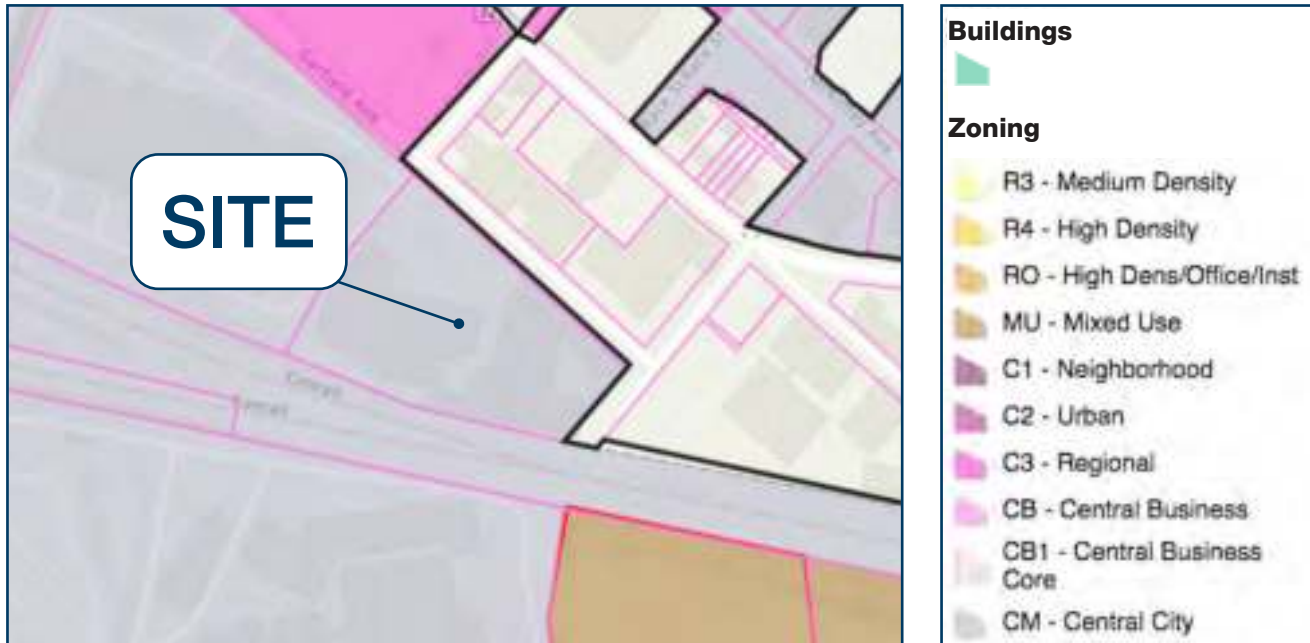 SITE
Buildings
Zoning
R3 - Medium Density
R4 - High Density
RO - High Dens/Office/Inst
MU - Mixed Use
C1 - Neighborhood
C2 - Urban
C3 - Regional
CB - Central Business
CB1 - Central Business
Core
CM - Central City